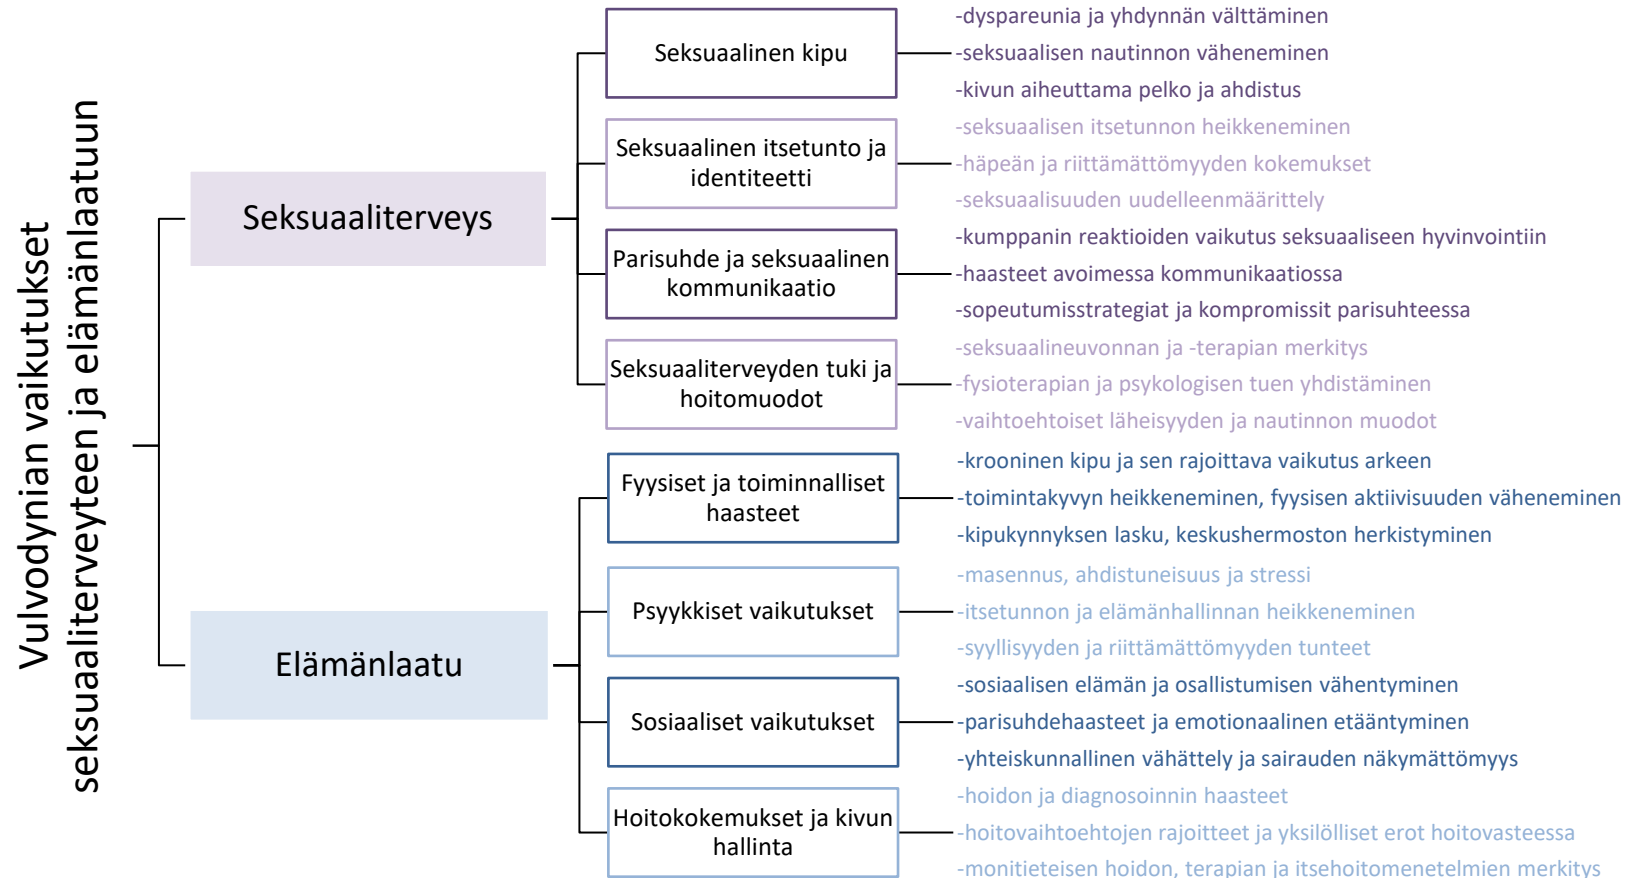 Vulvodynian vaikutukset
seksuaaliterveyteen ja elämänlaatuun
Seksuaaliterveys
Seksuaalinen kipu
-dyspareunia ja yhdynnän välttäminen
-seksuaalisen nautinnon väheneminen
-kivun aiheuttama pelko ja ahdistus
Seksuaalinen itsetunto ja
identiteetti
-seksuaalisen itsetunnon heikkeneminen
-häpeän ja riittämättömyyden kokemukset
-seksuaalisuuden uudelleenmäärittely
Parisuhde ja seksuaalinen
kommunikaatio
-kumppanin reaktioiden vaikutus seksuaaliseen hyvinvointiin
-haasteet avoimessa kommunikaatiossa
-sopeutumisstrategiat ja kompromissit parisuhteessa
Seksuaaliterveyden tuki ja
hoitomuodot
-seksuaalineuvonnan ja -terapian merkitys
-fysioterapian ja psykologisen tuen yhdistäminen
-vaihtoehtoiset läheisyyden ja nautinnon muodot
Elämänlaatu
Fyysiset ja toiminnalliset
haasteet
-krooninen kipu ja sen rajoittava vaikutus arkeen
-toimintakyvyn heikkeneminen, fyysisen aktiivisuuden väheneminen
-kipukynnyksen lasku, keskushermoston herkistyminen
Psyykkiset vaikutukset
-masennus, ahdistuneisuus ja stressi
-itsetunnon ja elämänhallinnan heikkeneminen
-syyllisyyden ja riittämättömyyden tunteet
Sosiaaliset vaikutukset
-sosiaalisen elämän ja osallistumisen vähentyminen
-parisuhdehaasteet ja emotionaalinen etääntyminen
-yhteiskunnallinen vähättely ja sairauden näkymättömyys
Hoitokokemukset ja kivun
hallinta
-hoidon ja diagnosoinnin haasteet
-hoitovaihtoehtojen rajoitteet ja yksilölliset erot hoitovasteessa
-monitieteisen hoidon, terapian ja itsehoitomenetelmien merkitys